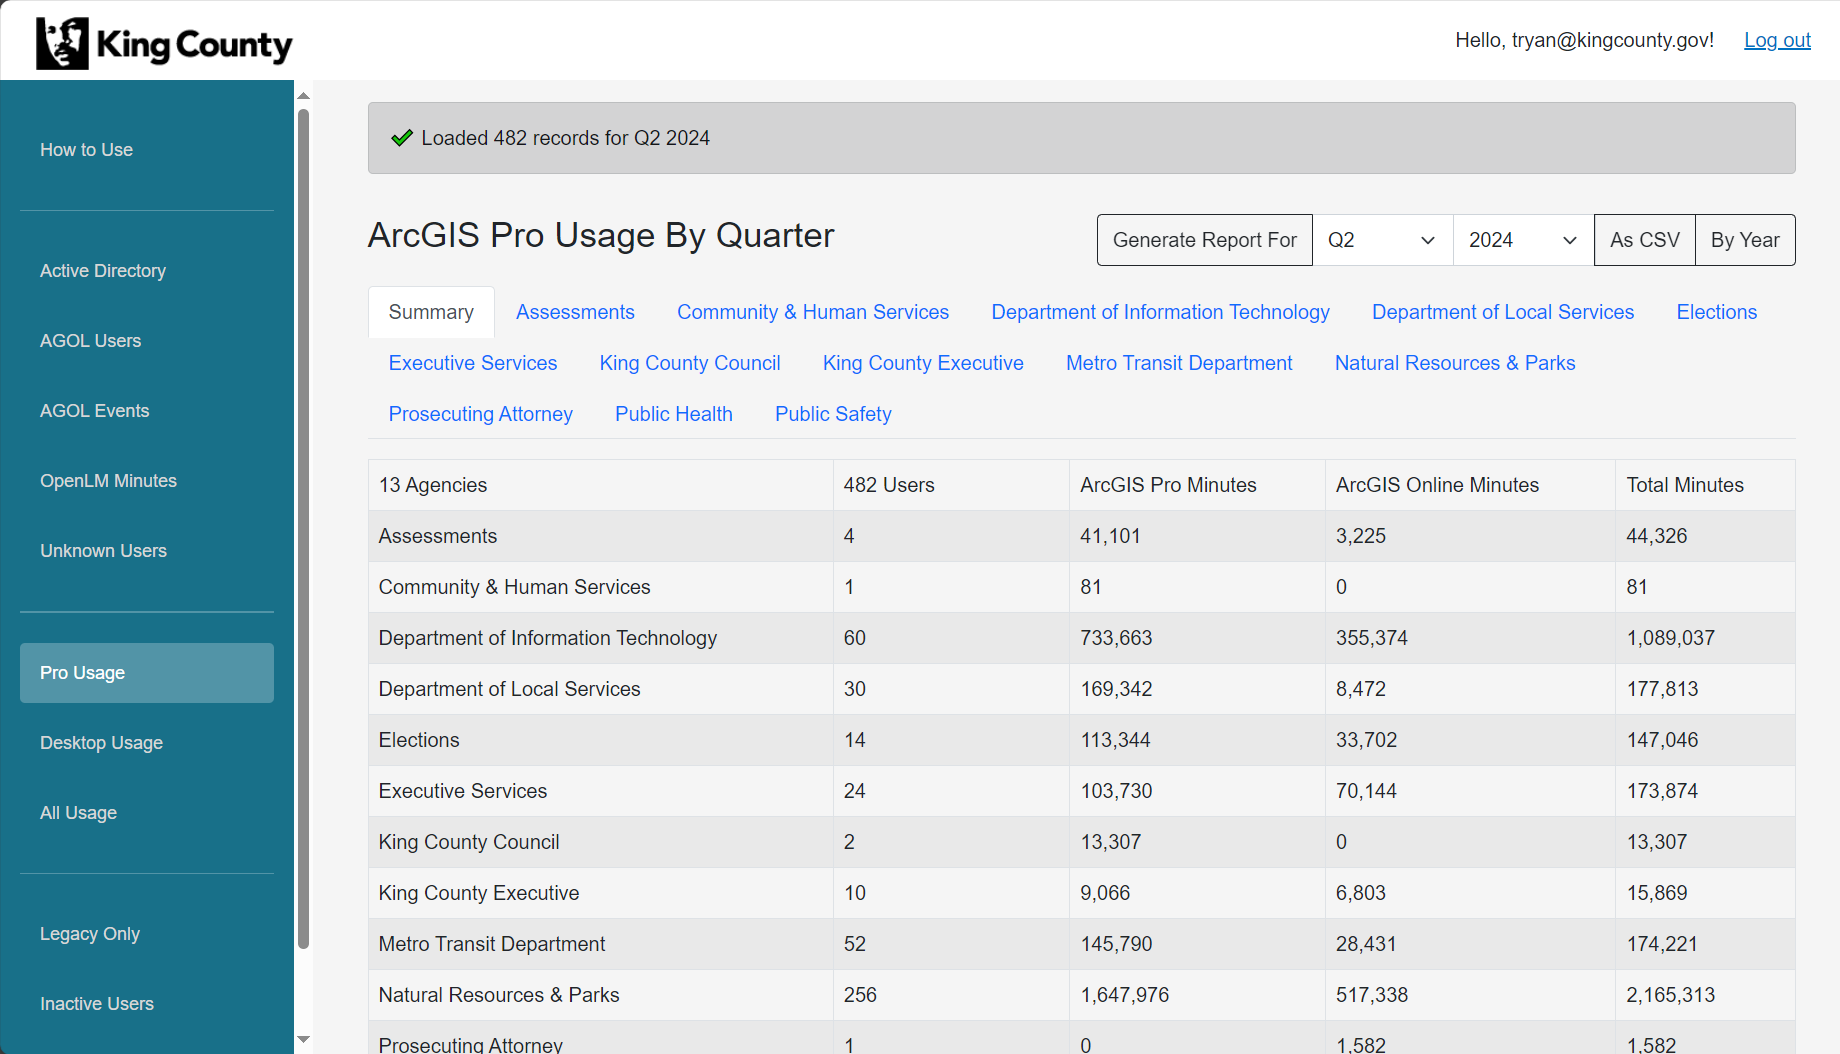 King County
Hello, tryan@kingcounty.gov! Log out
How to Use
Active Directory
AGOL Users
AGOL Events
OpenLM Minutes
Unknown Users
Pro Usage
Desktop Usage
All Usage
Legacy Only
Inactive Users
Loaded 482 records for Q2 2024
ArcGIS Pro Usage By Quarter
Generate Report For Q2 2024 As CSV By Year
Summary Assessments Community & Human Services Department of Information Technology Department of Local Services Elections
Executive Services King County Council King County Executive Metro Transit Department Natural Resources & Parks
Prosecuting Attorney Public Health Public Safety
13 Agencies 482 Users ArcGIS Pro Minutes ArcGIS Online Minutes Total Minutes
Assessments 4 41,101 3,225 44,326
Community & Human Services 1 81 0 81
Department of Information Technology 60 733,663 355,374 1,089,037
Department of Local Services 30 169,342 8,472 177,813
Elections 14 113,344 33,702 147,046
Executive Services 24 103,730 70,144 173,874
King County Council 2 13,307 0 13,307
King County Executive 10 9,066 6,803 15,869
Metro Transit Department 52 145,790 28,431 174,221
Natural Resources & Parks 256 1,647,976 517,338 2,165,313
Prosecuting Attorney 1 0 1,582 1,582